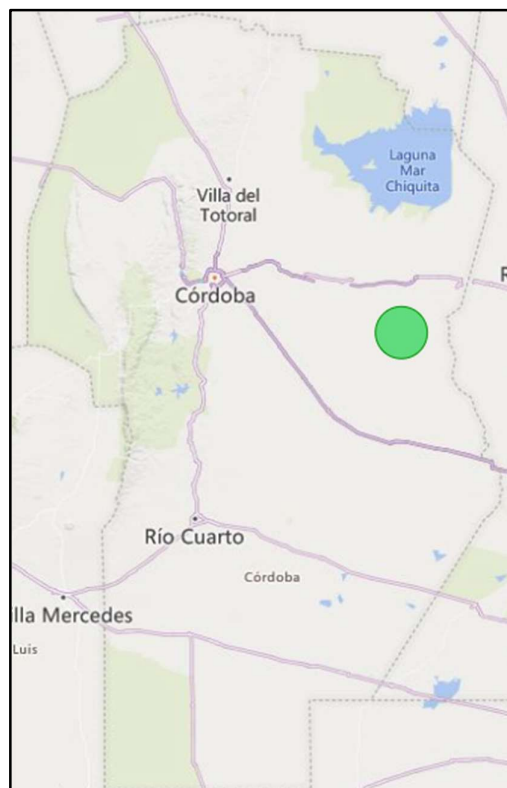 Laguna
Mar
Chiquita
Villa del
Totoral
R
Córdoba
Río Cuarto
Córdoba
illa Mercedes
Luis